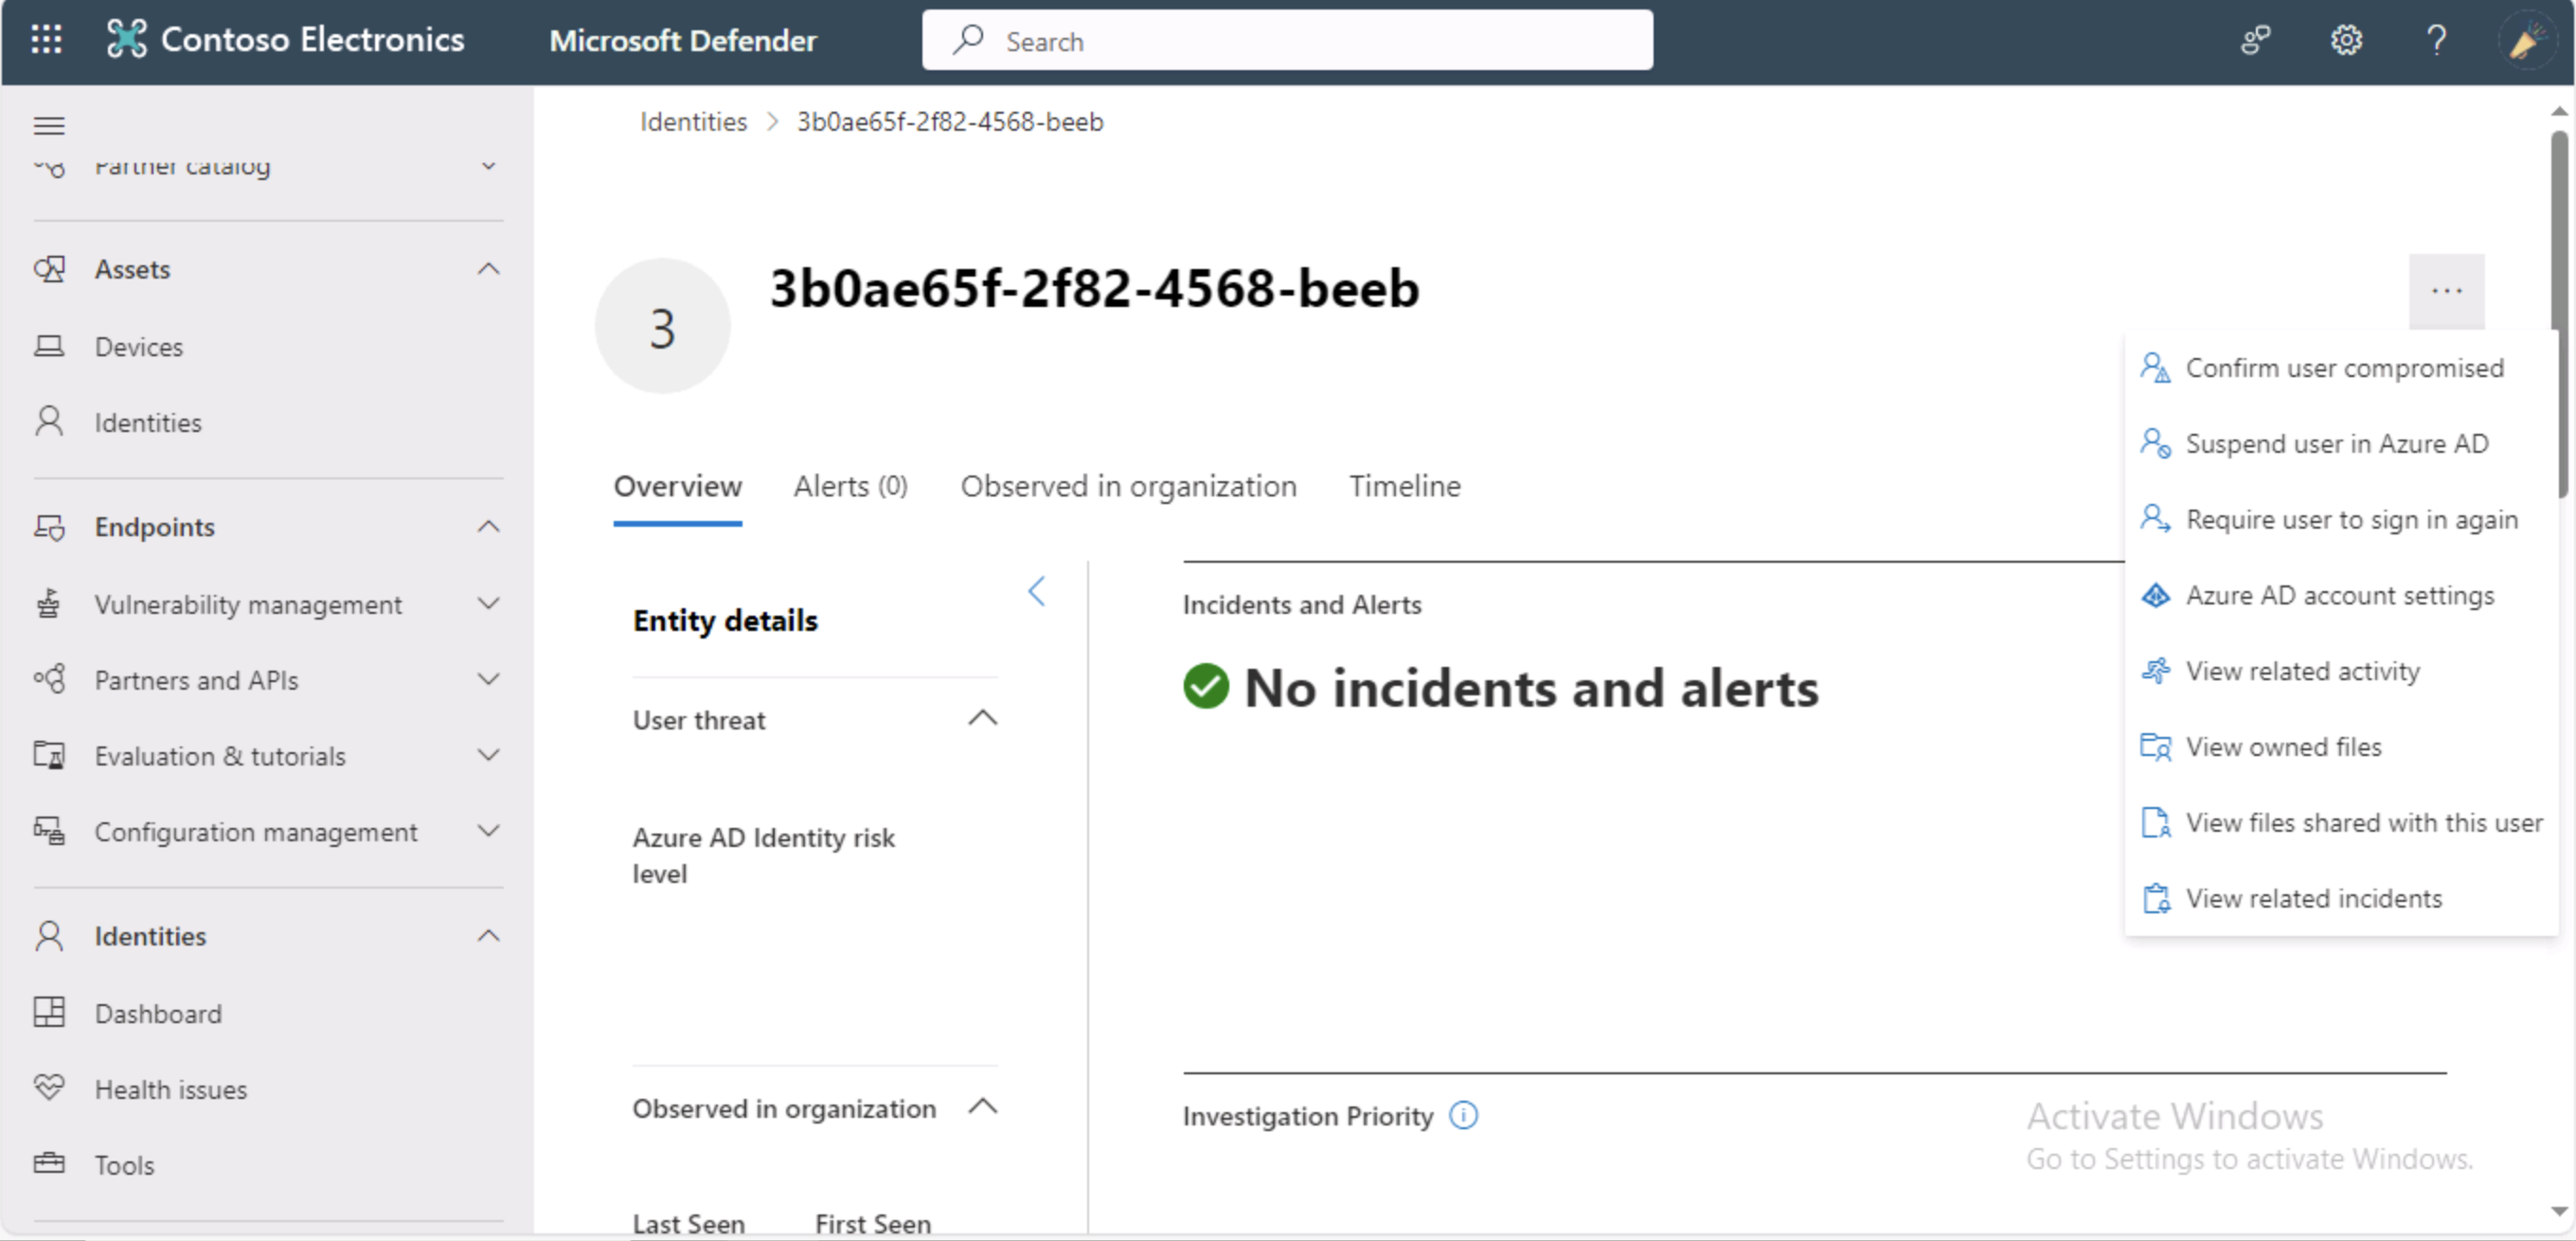 Contoso Electronics
Microsoft Defender
Search
Partner catalog
Assets
Devices
Identities
Endpoints
Vulnerability management
Partners and APIs
Evaluation & tutorials
Configuration management
Identities
Dashboard
Health issues
Tools
Identities > 3b0ae65f-2f82-4568-beeb
3
3b0ae65f-2f82-4568-beeb
...
Overview
Alerts (0)
Observed in organization
Timeline
Entity details
User threat
Azure AD Identity risk
level
Observed in organization
Last Seen
First Seen
Incidents and Alerts
No incidents and alerts
Investigation Priority
Confirm user compromised
Suspend user in Azure AD
Require user to sign in again
Azure AD account settings
View related activity
View owned files
View files shared with this user
View related incidents
Activate Windows
Go to Settings to activate Windows.